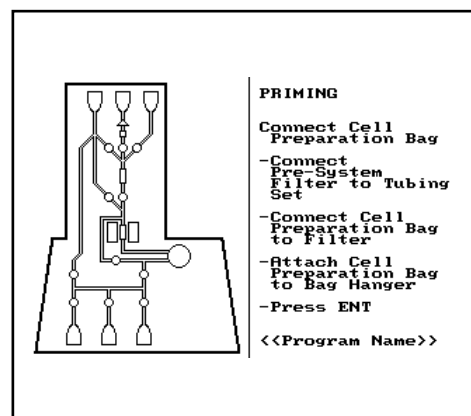 PRIMING
Connect Cell
Preparation Bag
-Connect
Pre-System
Filter to Tubing
Set
-Connect Cell
Preparation Bag
to Filter
-Attach Cell
Preparation Bag
to Bag Hanger
-Press ENT
<<Program Name>>